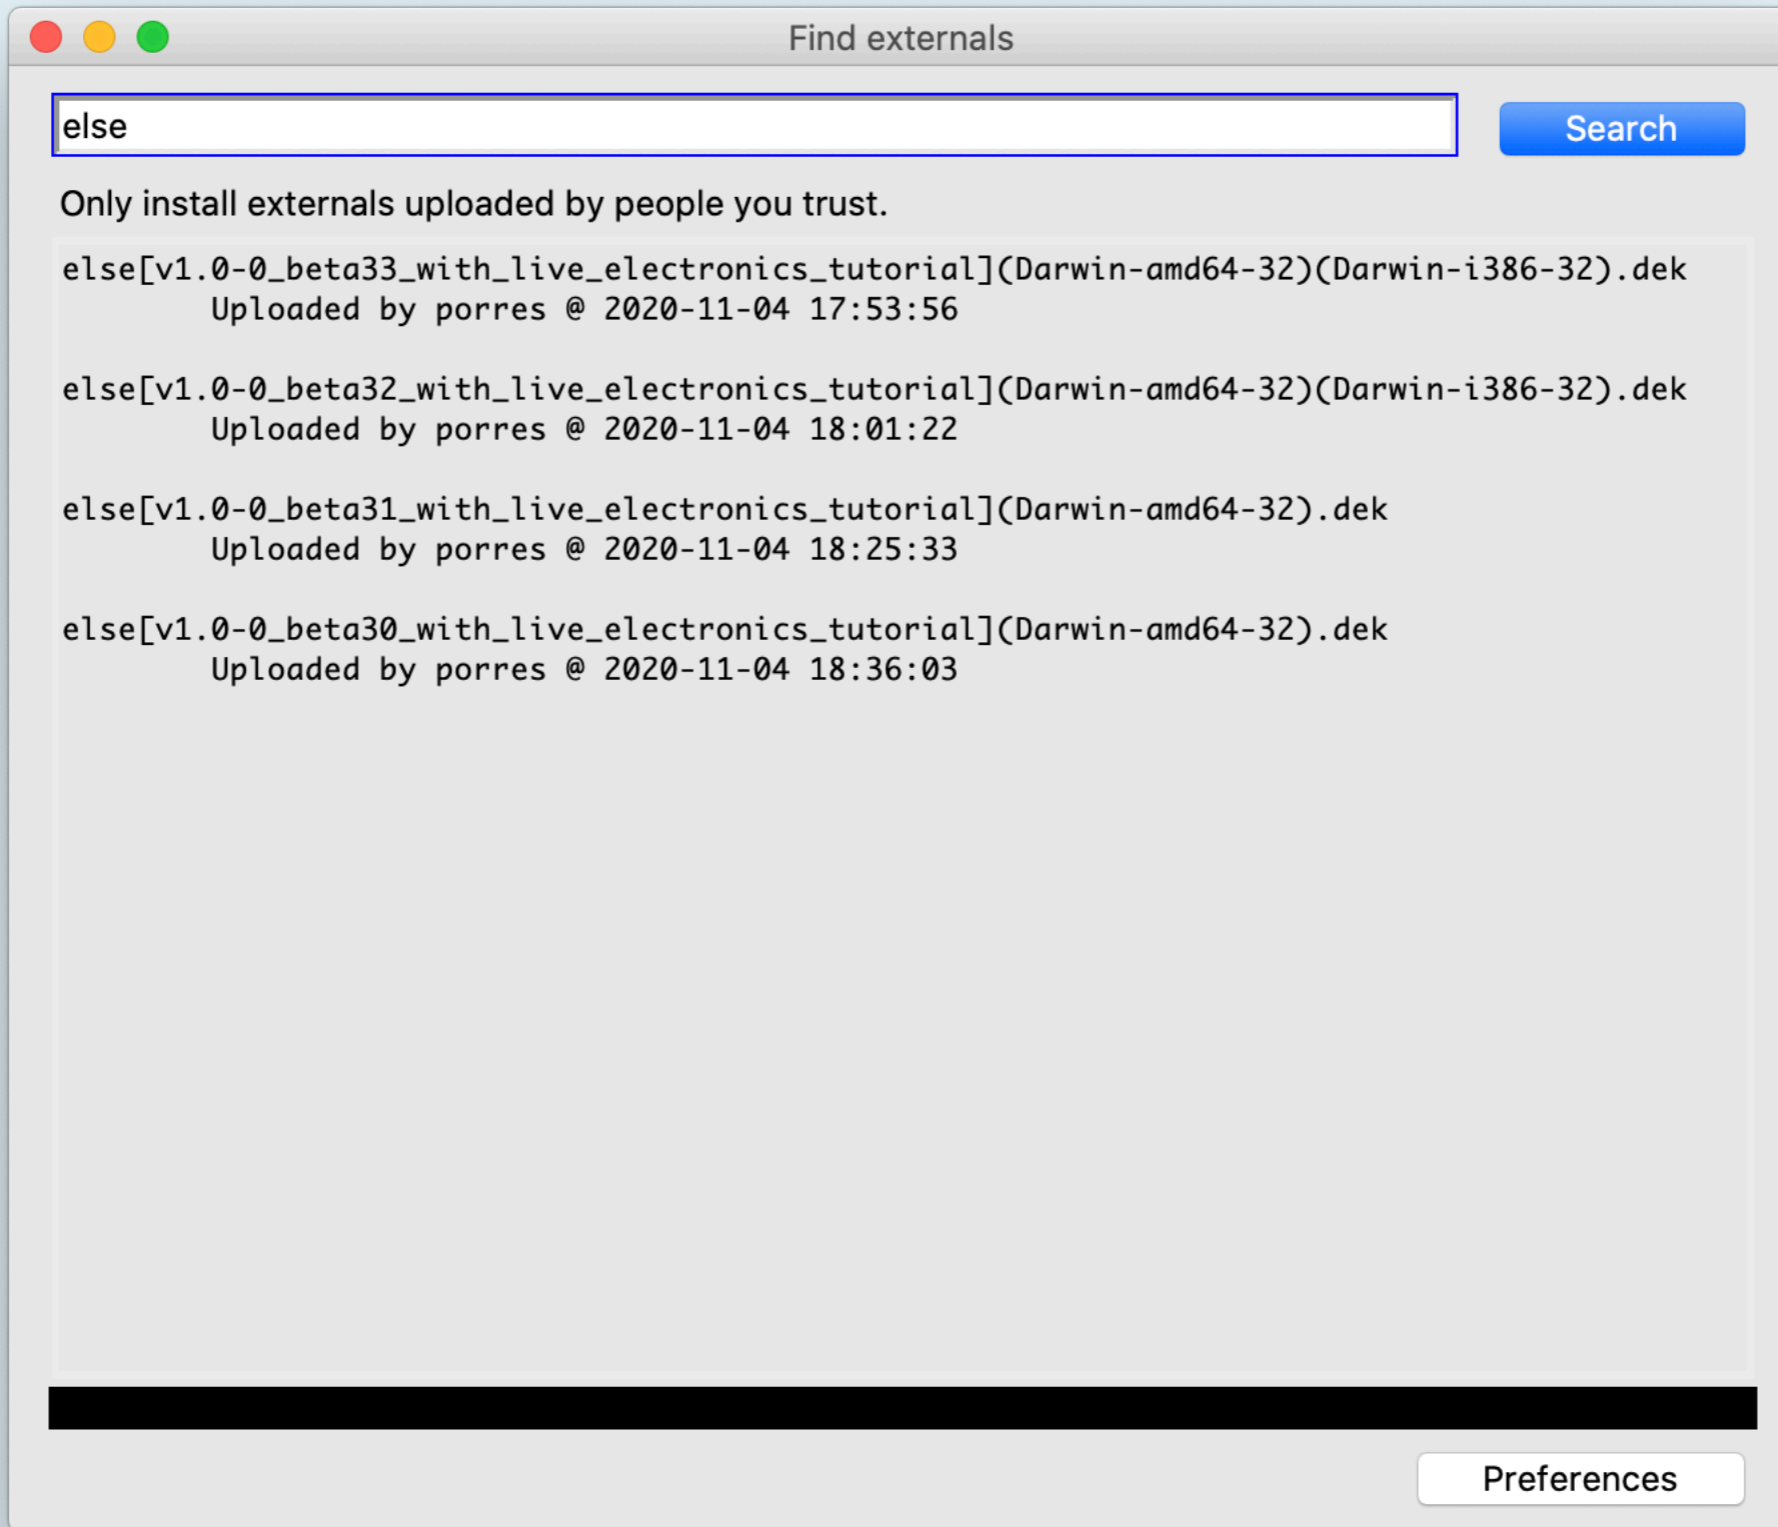 Find externals
else
Search
Only install externals uploaded by people you trust.
else[v1.0-0_beta33_with_live_electronics_tutorial](Darwin-amd64-32)(Darwin-i386-32).dek
Uploaded by porres @ 2020-11-04 17:53:56
else[v1.0-0_beta32_with_live_electronics_tutorial](Darwin-amd64-32)(Darwin-i386-32).dek
Uploaded by porres @ 2020-11-04 18:01:22
else[v1.0-0_beta31_with_live_electronics_tutorial](Darwin-amd64-32).dek
Uploaded by porres @ 2020-11-04 18:25:33
else[v1.0-0_beta30_with_live_electronics_tutorial](Darwin-amd64-32).dek
Uploaded by porres @ 2020-11-04 18:36:03
Preferences